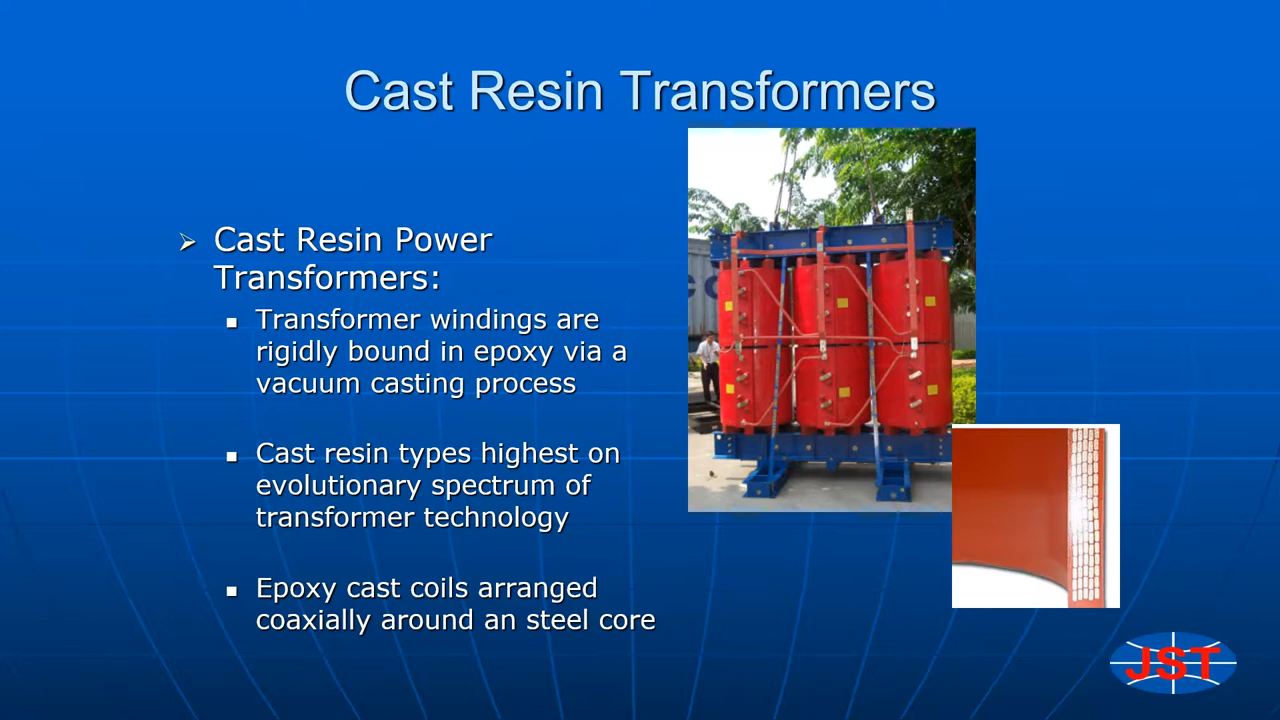 Cast Resin Transformers
Cast Resin Power
Transformers:
Transformer windings are
rigidly bound in epoxy via a
vacuum casting process
Cast resin types highest on
evolutionary spectrum of
transformer technology
Epoxy cast coils arranged
coaxially around an steel core
JST